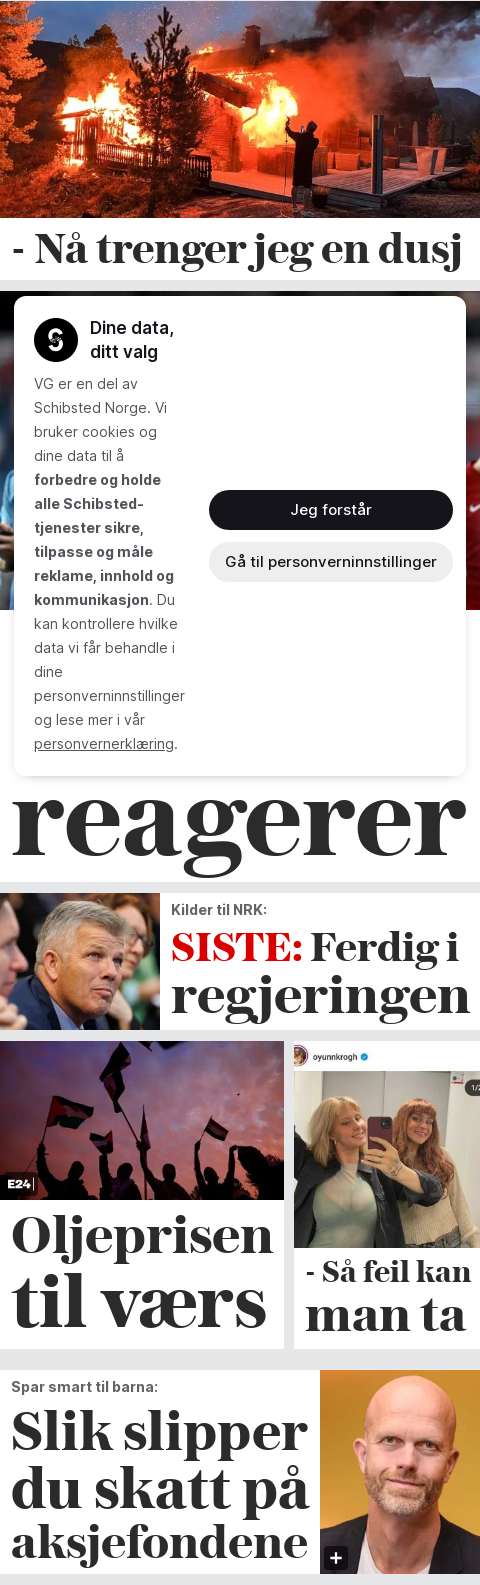 - Nå trenger jeg en dusj
Dine data,
ditt valg
VG er en del av
Schibsted Norge. Vi
bruker cookies og
dine data til å
forbedre og holde
alle Schibsted-
tjenester sikre,
tilpasse og måle
reklame, innhold og
kommunikasjon. Du
kan kontrollere hvilke
data vi får behandle i
dine
personverninnstillinger
og lese mer i vår
personvernerklæring.
Jeg forstår
Gå til personverninnstillinger
reagerer
Kilder til NRK:
SISTE: Ferdig i
regjeringen
E24
Oljeprisen
til værs
oyunnkrogh
1/2
- Så feil kan
man ta
Spar smart til barna:
Slik slipper
du skatt på
aksjefondene